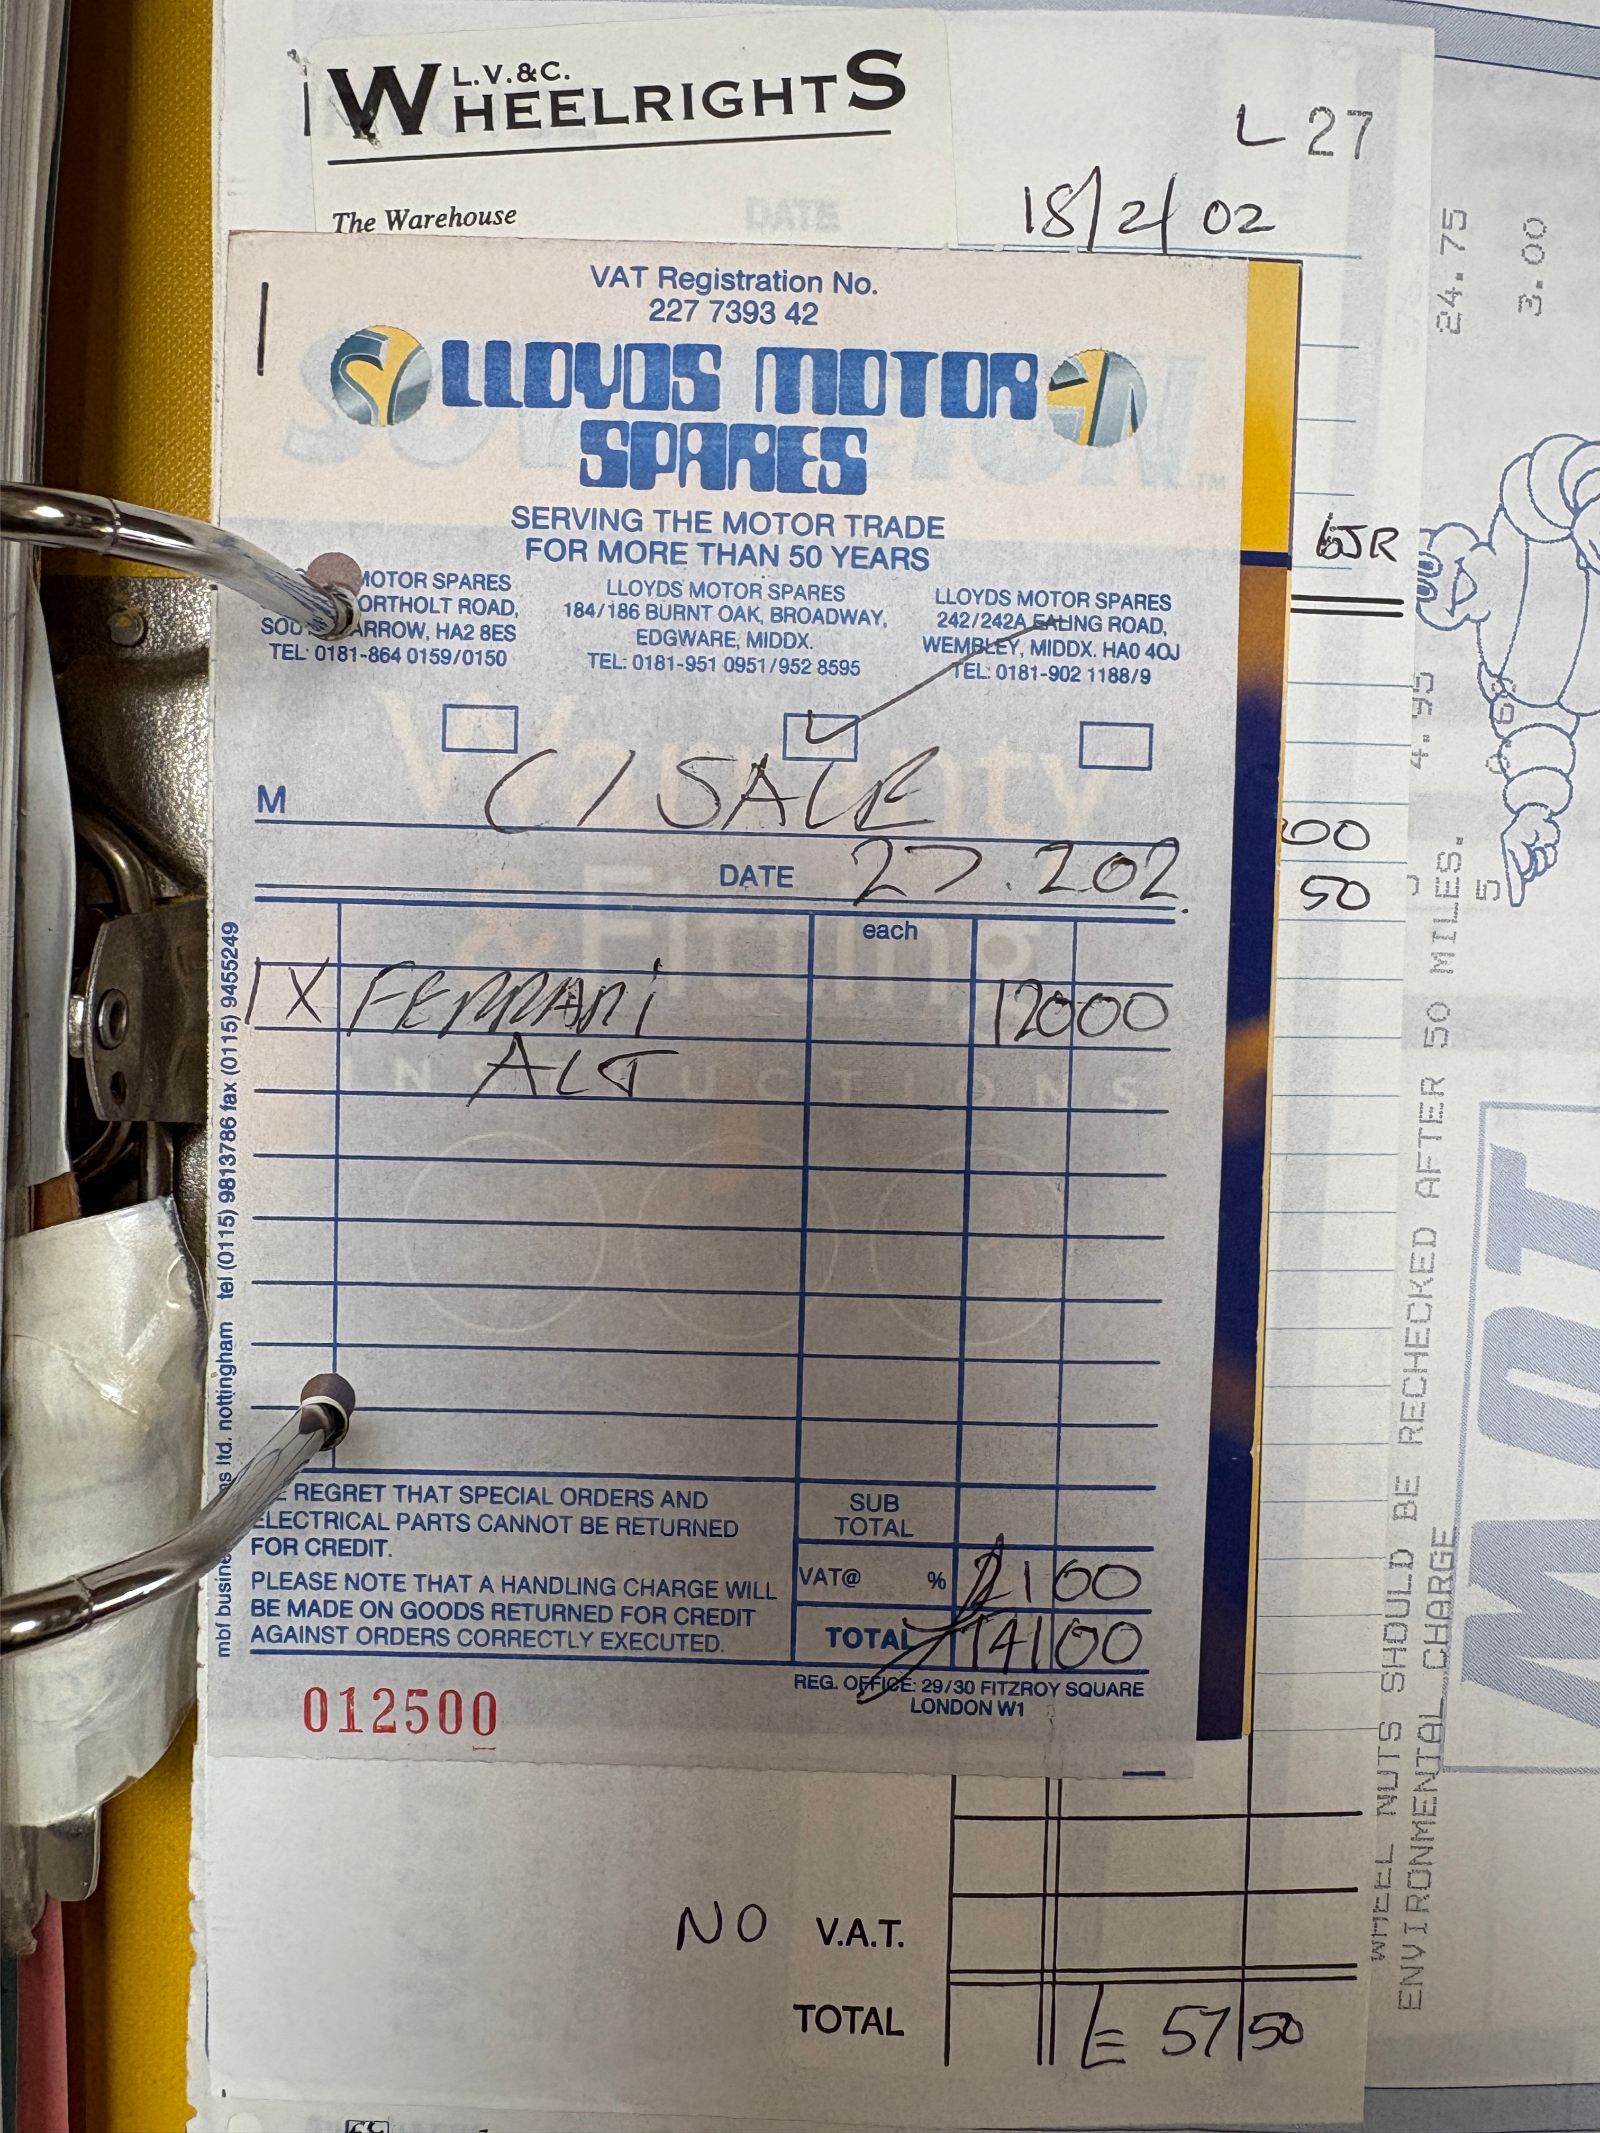 L.V.&C.
WHEELRIGHTS
L 27
The Warehouse
DATE
18/2/02
VAT Registration No.
227 7393 42
LLOYDS MOTOR
SPARES
SERVING THE MOTOR TRADE
FOR MORE THAN 50 YEARS
MOTOR SPARES
ORTHOLT ROAD,
ARROW, HA2 8ES
TEL: 0181-864 0159/0150
LLOYDS MOTOR SPARES
184/186 BURNT OAK, BROADWAY,
EDGWARE, MIDDX.
TEL: 0181-951 0951/952 8595
LLOYDS MOTOR SPARES
242/242A EALING ROAD,
WEMBLEY, MIDDX. HA0 4QJ
TEL: 0181-902 1188/9
M C/SALE
DATE 27.202.
each
1 X FERRARi 120 00
ALT
WE REGRET THAT SPECIAL ORDERS AND
ELECTRICAL PARTS CANNOT BE RETURNED
FOR CREDIT.
PLEASE NOTE THAT A HANDLING CHARGE WILL
BE MADE ON GOODS RETURNED FOR CREDIT
AGAINST ORDERS CORRECTLY EXECUTED.
SUB
TOTAL
VAT@ % 21 00
TOTAL 141 00
REG. OFFICE: 29/30 FITZROY SQUARE
LONDON W1
012500
ms ltd. nottingham tel (0115) 9813786 fax (0115) 9455249
Warranty
& Fitting
00
50
NO V.A.T.
TOTAL £ 57 50
24.75
3.00
4.95
WHEEL NUTS SHOULD BE RECHECKED AFTER 50 MILES.
ENVIRONMENTAL CHARGE
MOT